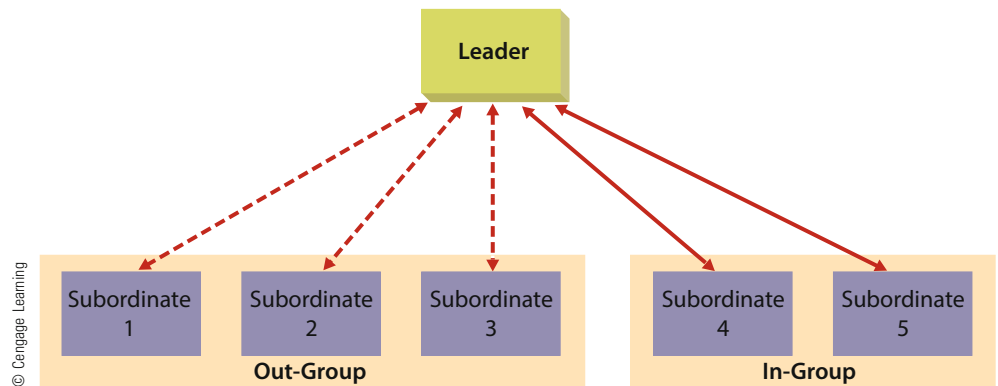 Leader
Subordinate
1
Subordinate
2
Subordinate
3
Subordinate
4
Subordinate
5
Out-Group
In-Group
© Cengage Learning